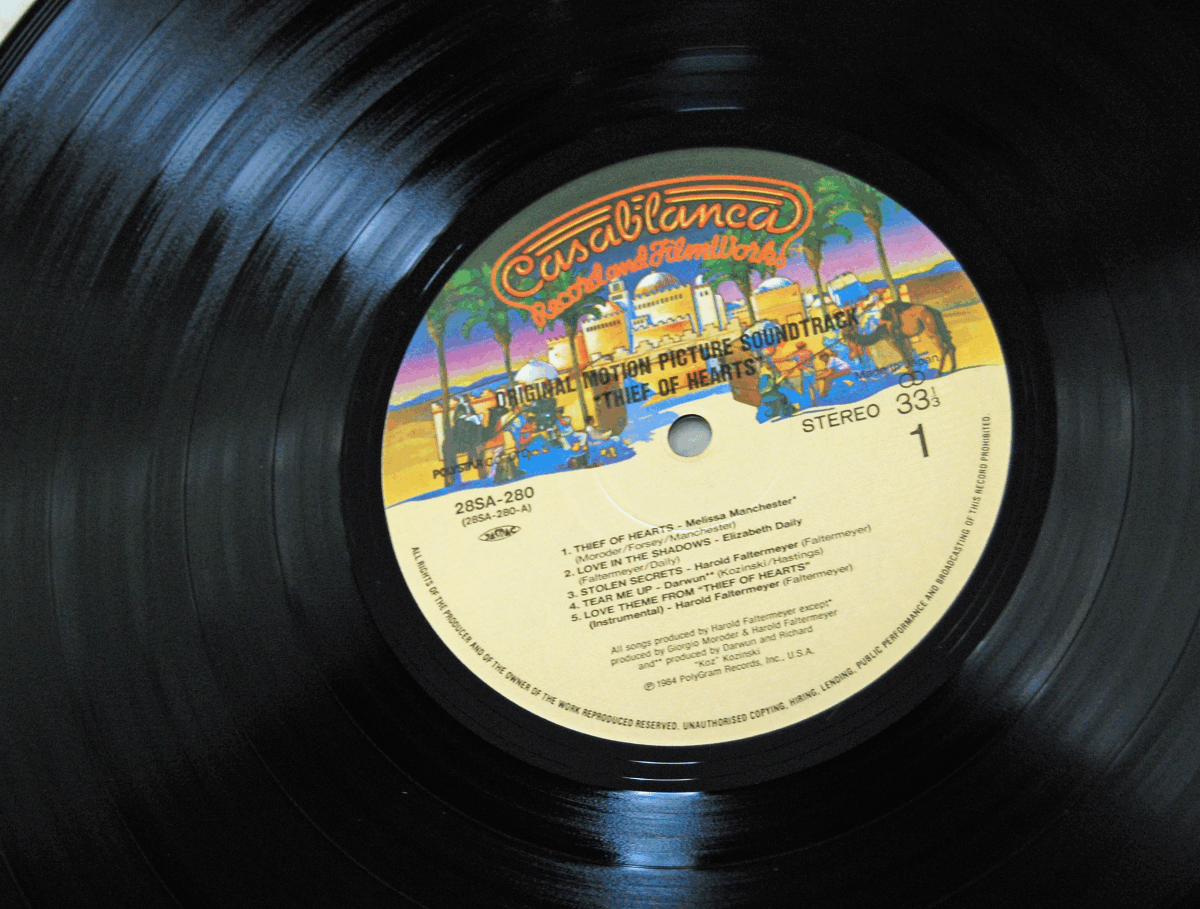 Casablanca
Record and FilmWorks
ORIGINAL MOTION PICTURE SOUNDTRACK
"THIEF OF HEARTS"
Made in Japan
STEREO 33⅓
1
28SA-280
(28SA-280-A)
1. THIEF OF HEARTS - Melissa Manchester*
(Moroder/Forsey/Manchester)
2. LOVE IN THE SHADOWS - Elizabeth Daily
(Faltermeyer/Daily)
3. STOLEN SECRETS - Harold Faltermeyer (Faltermeyer)
4. TEAR ME UP - Darwun** (Kozinski/Hastings)
5. LOVE THEME FROM "THIEF OF HEARTS"
(Instrumental) - Harold Faltermeyer (Faltermeyer)
All songs produced by Harold Faltermeyer except*
produced by Giorgio Moroder & Harold Faltermeyer
and** produced by Darwun and Richard
"Koz" Kozinski
℗ 1984 PolyGram Records, Inc., U.S.A.
ALL RIGHTS OF THE PRODUCER AND OF THE OWNER OF THE WORK REPRODUCED RESERVED. UNAUTHORISED COPYING, HIRING, LENDING, PUBLIC PERFORMANCE AND BROADCASTING OF THIS RECORD PROHIBITED.